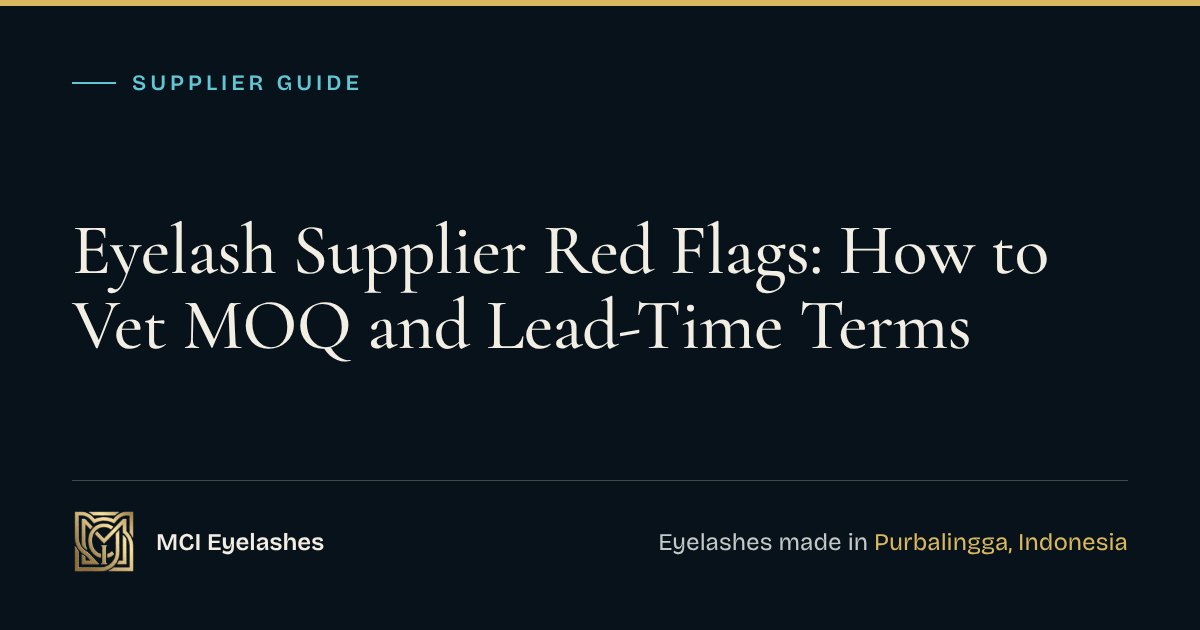 SUPPLIER GUIDE
Eyelash Supplier Red Flags: How to
Vet MOQ and Lead-Time Terms
MCI Eyelashes
Eyelashes made in Purbalingga, Indonesia